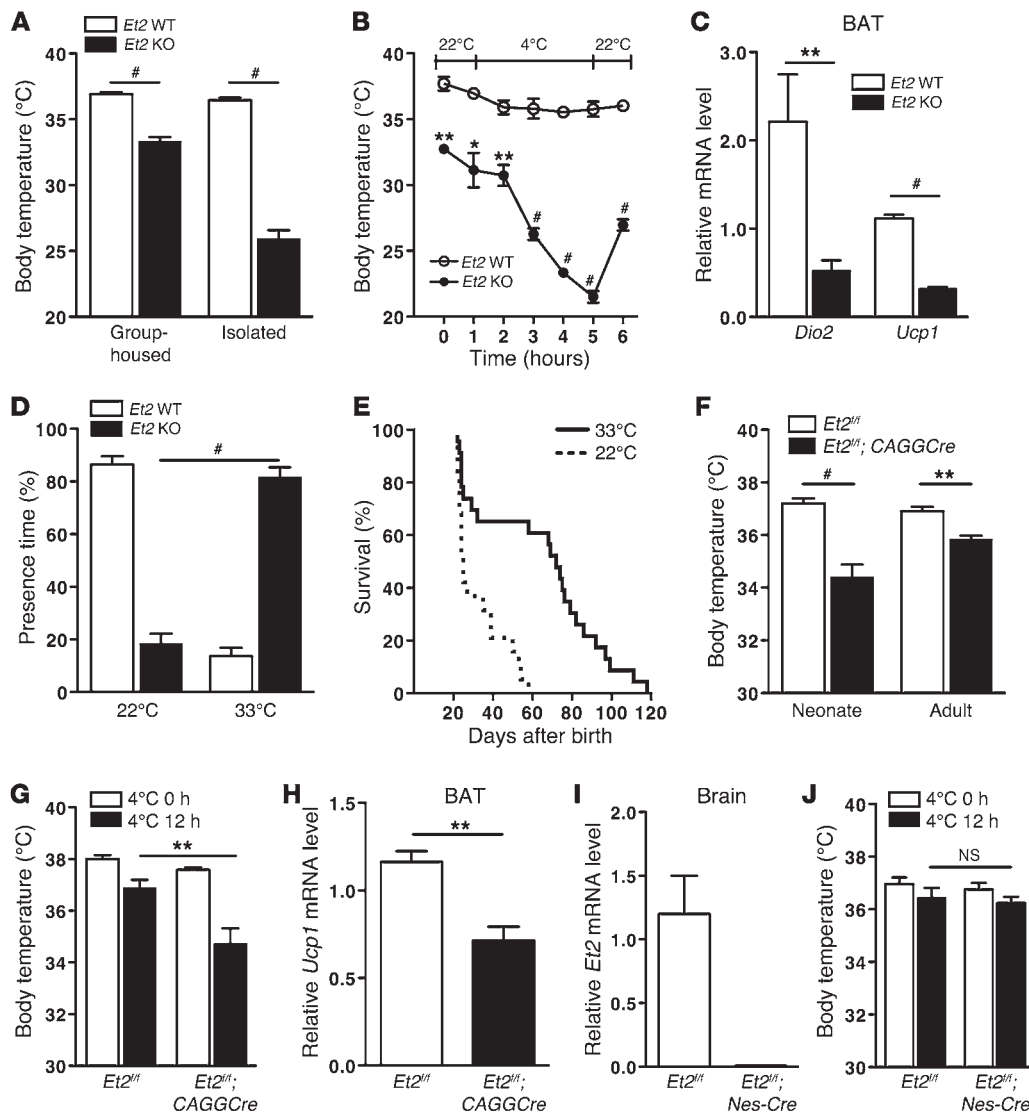 A
Et2 WT
Et2 KO
Body temperature (°C)
40
35
30
25
20
#
#
Group-
housed
Isolated
B
22°C
4°C
22°C
Body temperature (°C)
40
35
30
25
20
**
*
**
#
#
#
#
Et2 WT
Et2 KO
0 1 2 3 4 5 6
Time (hours)
C
BAT
Et2 WT
Et2 KO
Relative mRNA level
3.0
2.0
1.0
0.0
**
#
Dio2
Ucp1
D
Et2 WT
Et2 KO
Presence time (%)
100
80
60
40
20
0
#
22°C
33°C
E
33°C
22°C
Survival (%)
100
80
60
40
20
0
20 40 60 80 100 120
Days after birth
F
Et2f/f
Et2f/f; CAGGCre
Body temperature (°C)
40
38
36
34
32
30
#
**
Neonate
Adult
G
4°C 0 h
4°C 12 h
Body temperature (°C)
40
38
36
34
32
30
**
Et2f/f
Et2f/f;
CAGGCre
H
BAT
Relative Ucp1 mRNA level
1.5
1.0
0.5
0.0
**
Et2f/f
Et2f/f;
CAGGCre
I
Brain
Relative Et2 mRNA level
2.0
1.5
1.0
0.5
0.0
Et2f/f
Et2f/f;
Nes-Cre
J
4°C 0 h
4°C 12 h
Body temperature (°C)
40
38
36
34
32
30
NS
Et2f/f
Et2f/f;
Nes-Cre